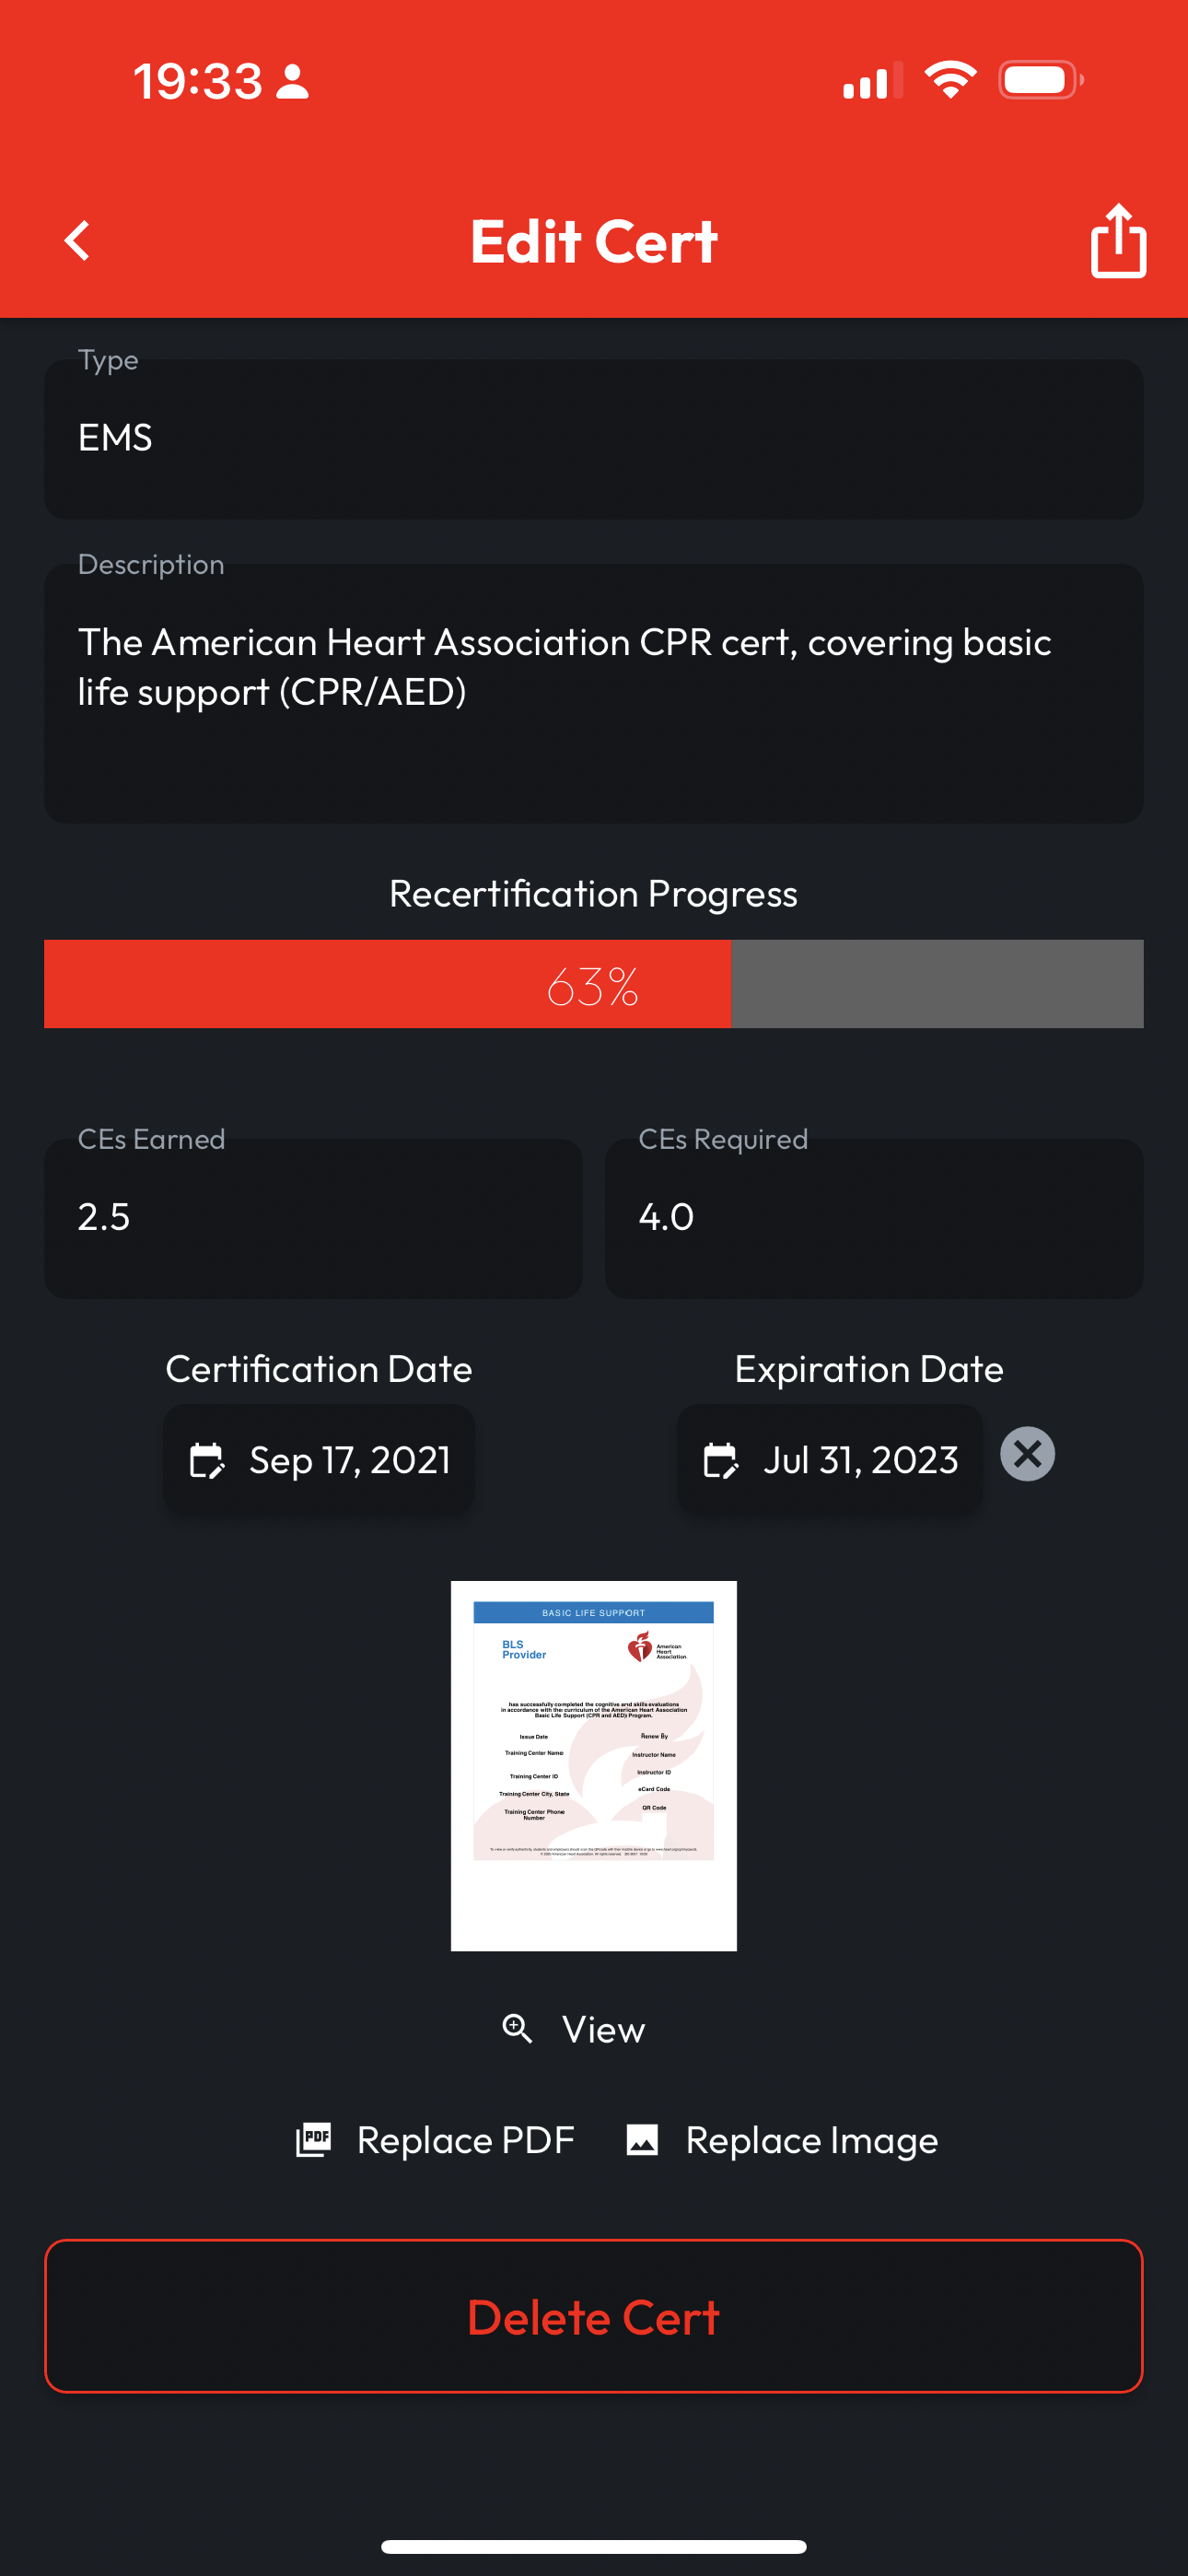 19:33
Edit Cert
Type
EMS
Description
The American Heart Association CPR cert, covering basic
life support (CPR/AED)
Recertification Progress
63%
CEs Earned
CEs Required
2.5
4.0
Certification Date
Expiration Date
Sep 17, 2021
Jul 31, 2023
BASIC LIFE SUPPORT
BLS
Provider
American
Heart
Association.
has successfully completed the cognitive and skills evaluations
in accordance with the curriculum of the American Heart Association
Basic Life Support (CPR and AED) Program.
Issue Date
Renew By
Training Center Name
Instructor Name
Training Center ID
Instructor ID
Training Center City, State
eCard Code
Training Center Phone
Number
QR Code
View
PDF
Replace PDF
Replace Image
Delete Cert